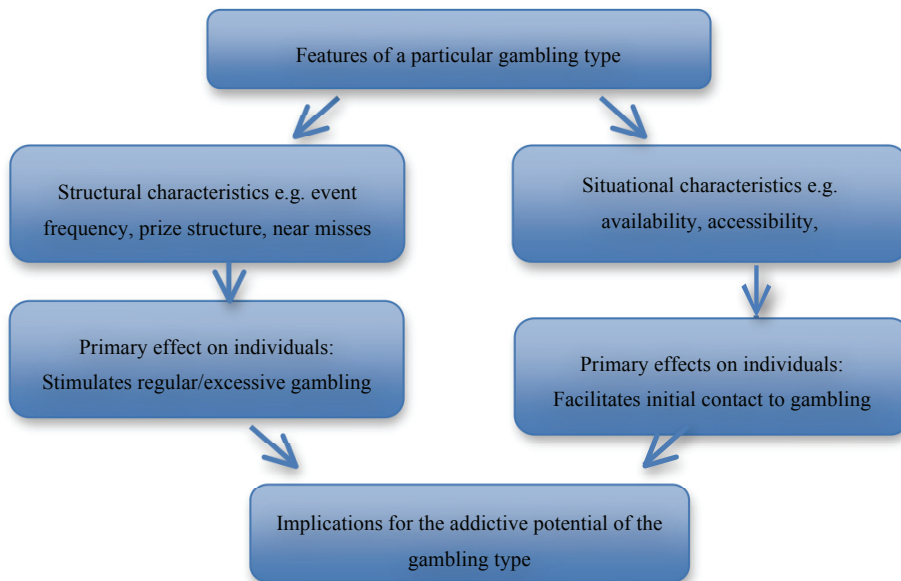 Features of a particular gambling type
Structural characteristics e.g. event
frequency, prize structure, near misses
Situational characteristics e.g.
availability, accessibility,
Primary effect on individuals:
Stimulates regular/excessive gambling
Primary effects on individuals:
Facilitates initial contact to gambling
Implications for the addictive potential of the
gambling type